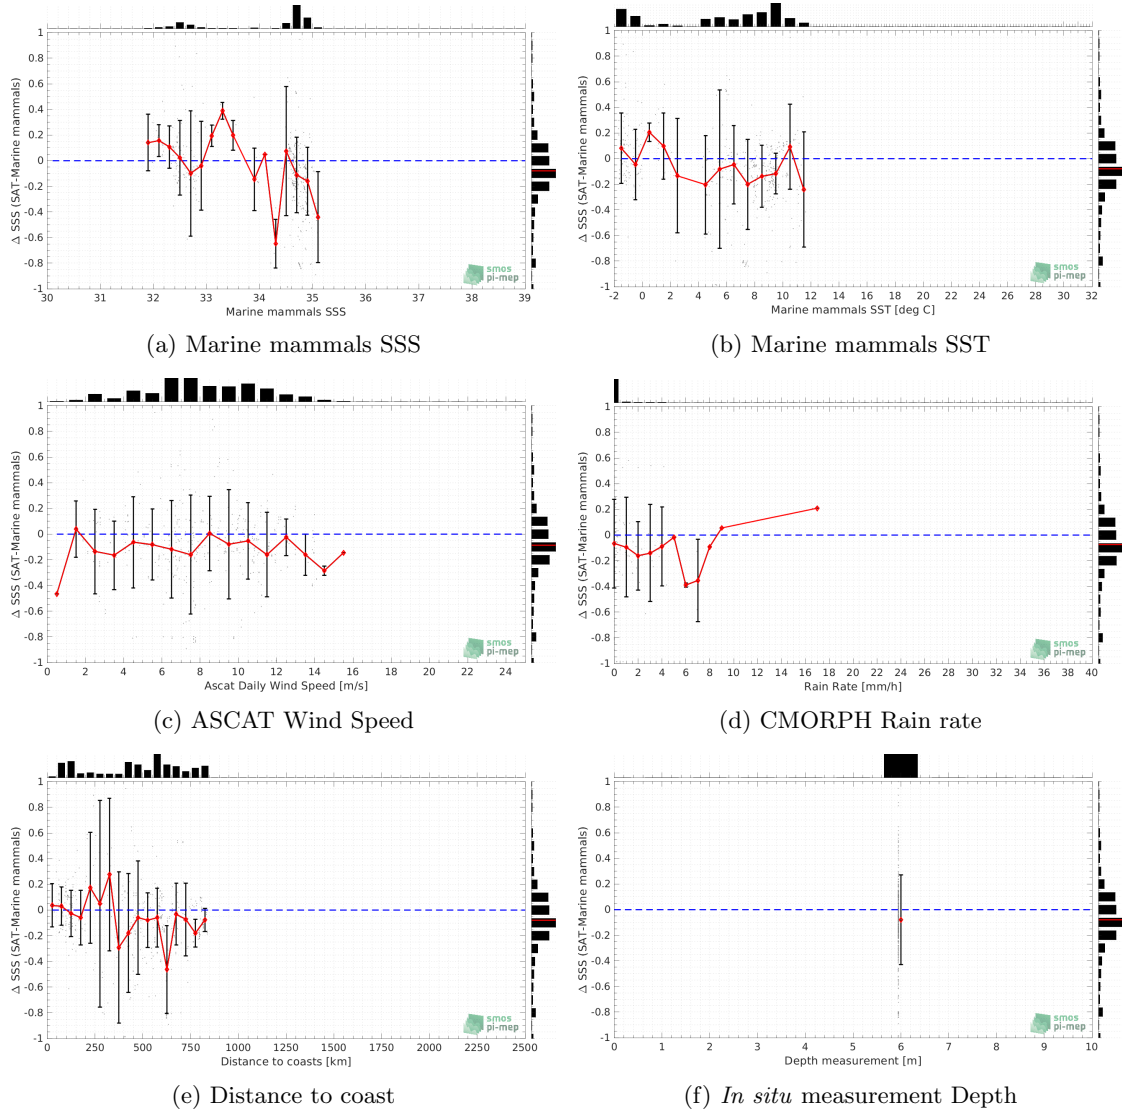 1
0.8
0.6
0.4
0.2
0
-0.2
-0.4
-0.6
-0.8
-1
Δ SSS (SAT-Marine mammals)
smos
pi-mep
30 31 32 33 34 35 36 37 38 39
Marine mammals SSS
(a) Marine mammals SSS
1
0.8
0.6
0.4
0.2
0
-0.2
-0.4
-0.6
-0.8
-1
Δ SSS (SAT-Marine mammals)
smos
pi-mep
-2 0 2 4 6 8 10 12 14 16 18 20 22 24 26 28 30 32
Marine mammals SST [deg C]
(b) Marine mammals SST
1
0.8
0.6
0.4
0.2
0
-0.2
-0.4
-0.6
-0.8
-1
Δ SSS (SAT-Marine mammals)
smos
pi-mep
0 2 4 6 8 10 12 14 16 18 20 22 24
Ascat Daily Wind Speed [m/s]
(c) ASCAT Wind Speed
1
0.8
0.6
0.4
0.2
0
-0.2
-0.4
-0.6
-0.8
-1
Δ SSS (SAT-Marine mammals)
smos
pi-mep
0 2 4 6 8 10 12 14 16 18 20 22 24 26 28 30 32 34 36 38 40
Rain Rate [mm/h]
(d) CMORPH Rain rate
1
0.8
0.6
0.4
0.2
0
-0.2
-0.4
-0.6
-0.8
-1
Δ SSS (SAT-Marine mammals)
smos
pi-mep
0 250 500 750 1000 1250 1500 1750 2000 2250 2500
Distance to coasts [km]
(e) Distance to coast
1
0.8
0.6
0.4
0.2
0
-0.2
-0.4
-0.6
-0.8
-1
Δ SSS (SAT-Marine mammals)
smos
pi-mep
0 1 2 3 4 5 6 7 8 9 10
Depth measurement [m]
(f) In situ measurement Depth